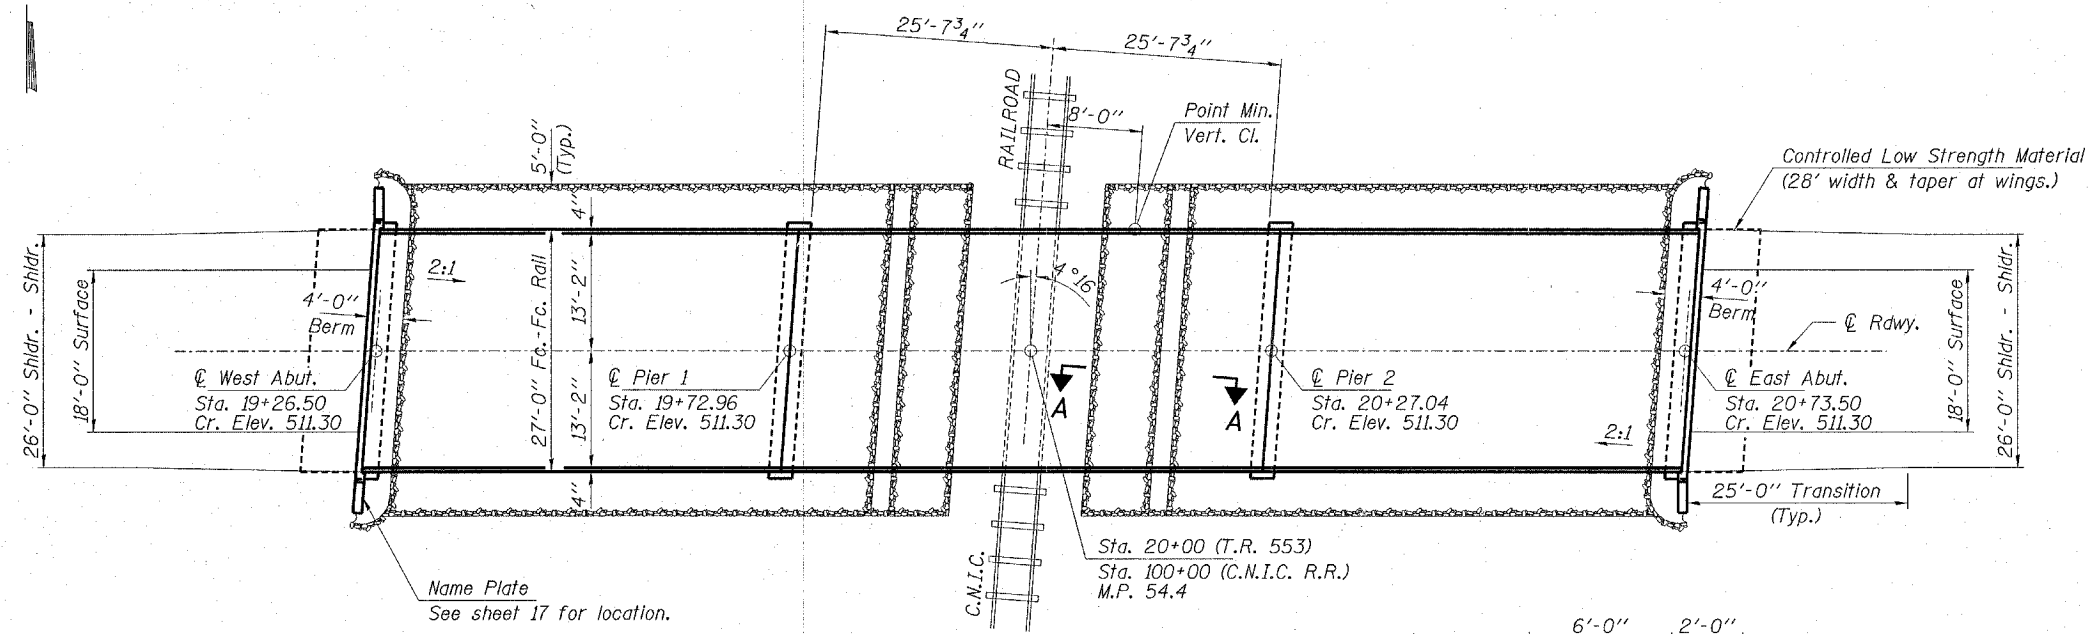 25'-7 3/4"
25'-7 3/4"
RAILROAD
8'-0"
Point Min.
Vert. Cl.
5'-0"
(Typ.)
Controlled Low Strength Material
(28' width & taper at wings.)
4"
26'-0" Shldr. - Shldr.
18'-0" Surface
2:1
4'-0"
Berm
27'-0" Fc.-Fc. Rail
13'-2"
13'-2"
4"
4°16
4'-0"
Berm
℄ Rdwy.
18'-0" Surface
26'-0" Shldr. - Shldr.
℄ West Abut.
Sta. 19+26.50
Cr. Elev. 511.30
℄ Pier 1
Sta. 19+72.96
Cr. Elev. 511.30
A
A
℄ Pier 2
Sta. 20+27.04
Cr. Elev. 511.30
℄ East Abut.
Sta. 20+73.50
Cr. Elev. 511.30
2:1
25'-0" Transition
(Typ.)
Sta. 20+00 (T.R. 553)
Sta. 100+00 (C.N.I.C. R.R.)
M.P. 54.4
C.N.I.C.
Name Plate
See sheet 17 for location.
6'-0" 2'-0"